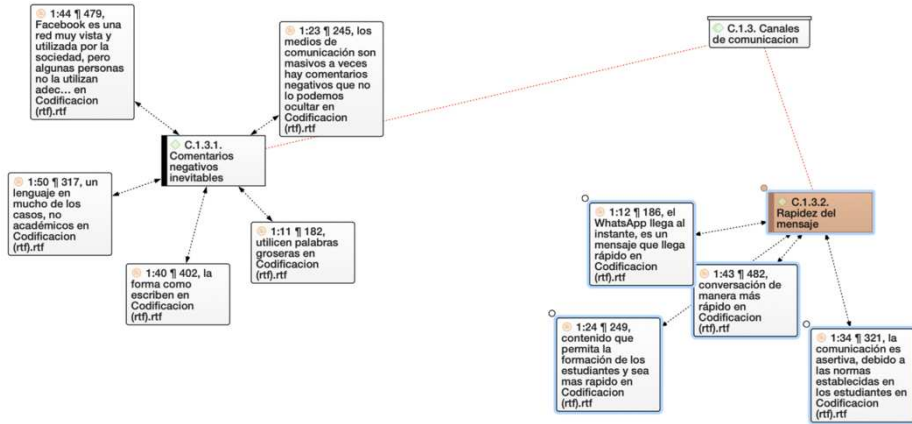 1:44 ¶ 479,
Facebook es una
red muy vista y
utilizada por la
sociedad, pero
algunas personas
no la utilizan
adec... en
Codificacion
(rtf).rtf
1:23 ¶ 245, los
medios de
comunicación son
masivos a veces
hay comentarios
negativos que no
lo podemos
ocultar en
Codificacion
(rtf).rtf
C.1.3. Canales
de comunicacion
C.1.3.1.
Comentarios
negativos
inevitables
1:50 ¶ 317, un
lenguaje en
mucho de los
casos, no
académicos en
Codificacion
(rtf).rtf
1:40 ¶ 402, la
forma como
escriben en
Codificacion
(rtf).rtf
1:11 ¶ 182,
utilicen palabras
groseras en
Codificacion
(rtf).rtf
C.1.3.2.
Rapidez del
mensaje
1:12 ¶ 186, el
WhatsApp llega al
instante, es un
mensaje que llega
rápido en
Codificacion
(rtf).rtf
1:43 ¶ 482,
conversación de
manera más
rápido en
Codificacion
(rtf).rtf
1:24 ¶ 249,
contenido que
permita la
formación de los
estudiantes y sea
mas rapido en
Codificacion
(rtf).rtf
1:34 ¶ 321, la
comunicación es
asertiva, debido a
las normas
establecidas en
los estudiantes en
Codificacion
(rtf).rtf